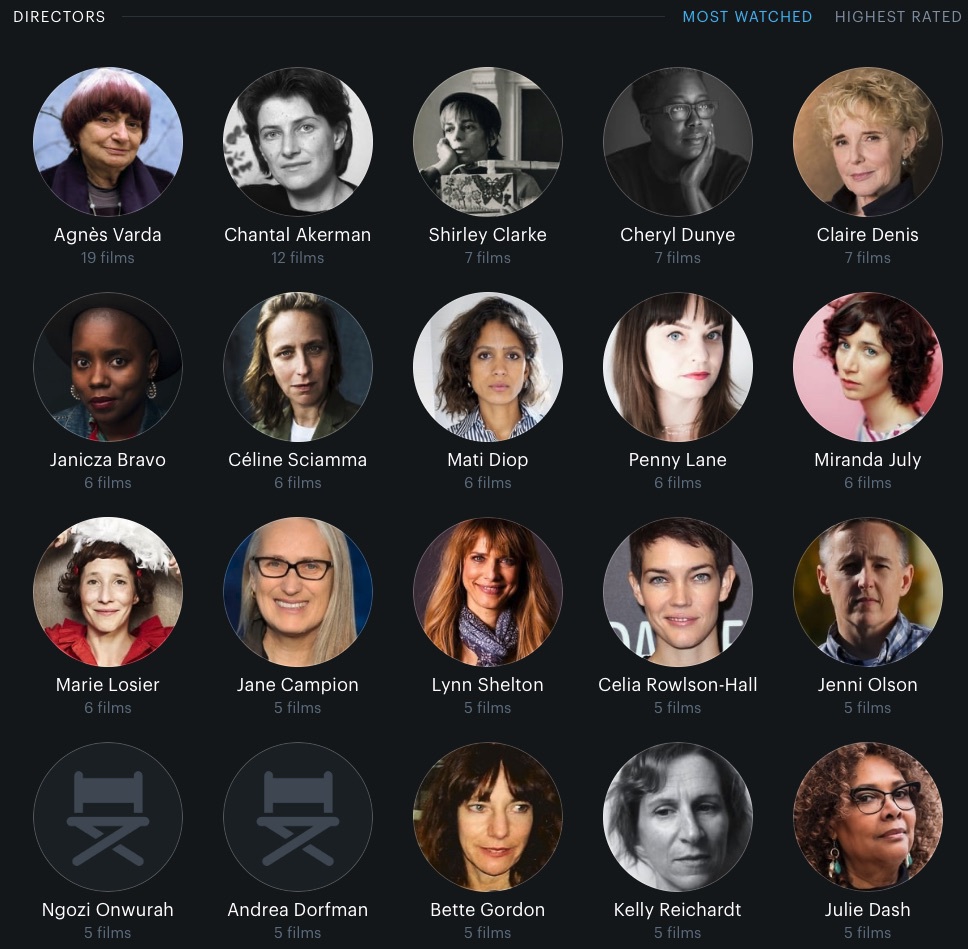 DIRECTORS MOST WATCHED HIGHEST RATED
Agnès Varda Chantal Akerman Shirley Clarke Cheryl Dunye Claire Denis
19 films 12 films 7 films 7 films 7 films
Janicza Bravo Céline Sciamma Mati Diop Penny Lane Miranda July
6 films 6 films 6 films 6 films 6 films
Marie Losier Jane Campion Lynn Shelton Celia Rowlson-Hall Jenni Olson
6 films 5 films 5 films 5 films 5 films
Ngozi Onwurah Andrea Dorfman Bette Gordon Kelly Reichardt Julie Dash
5 films 5 films 5 films 5 films 5 films